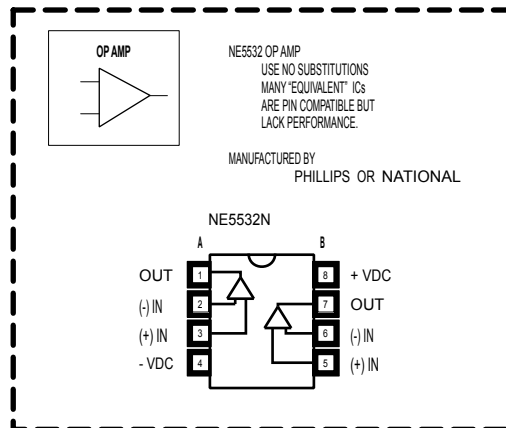 OP AMP
NE5532 OP AMP
USE NO SUBSTITUTIONS
MANY “EQUIVALENT” ICs
ARE PIN COMPATIBLE BUT
LACK PERFORMANCE.
MANUFACTURED BY
PHILLIPS OR NATIONAL
NE5532N
A B
OUT 1 8 + VDC
(-) IN 2 7 OUT
(+) IN 3 6 (-) IN
- VDC 4 5 (+) IN